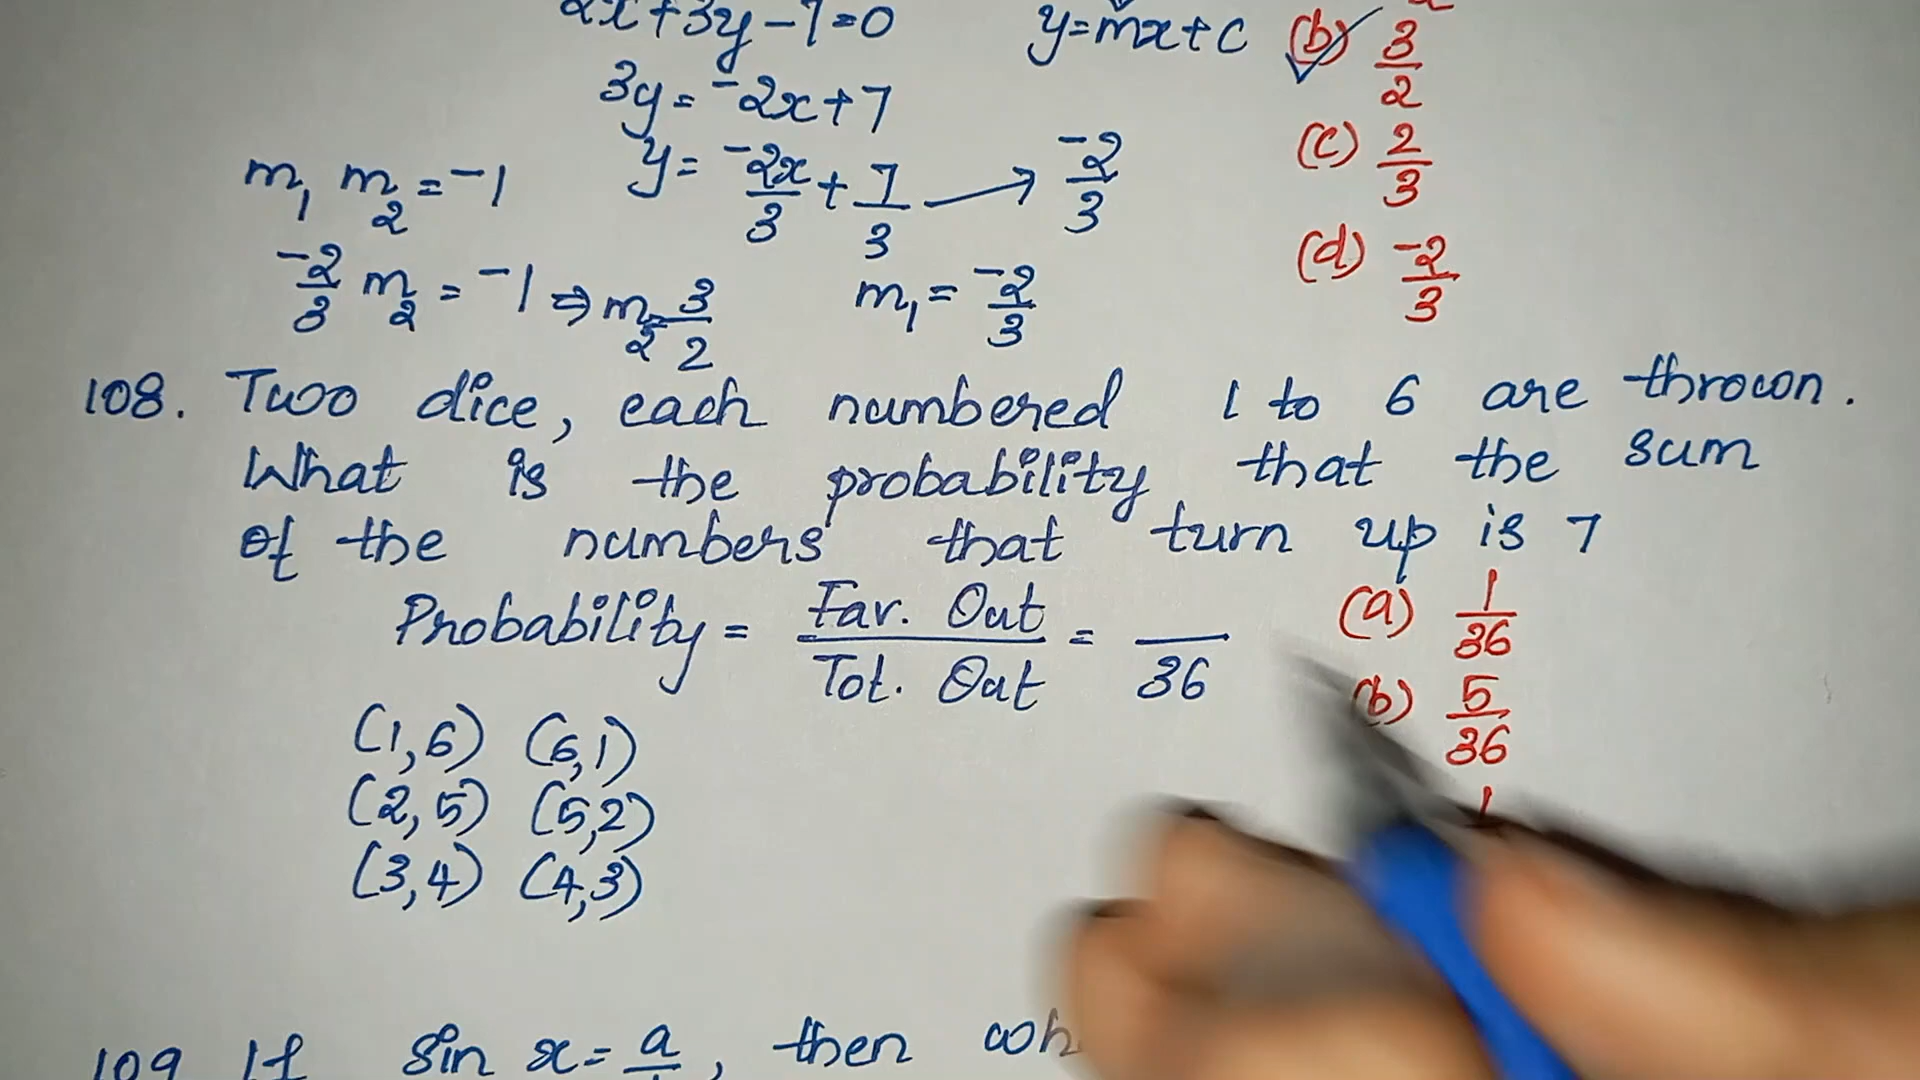 2x+3y-7=0 y=mx+c (b) 3/2
3y= -2x+7
(c) 2/3
m1 m2 = -1 y= -2x/3 + 7/3 → -2/3
(d) -2/3
-2/3 m2 = -1 ⇒ m2= 3/2 m1= -2/3
108. Two dice, each numbered 1 to 6 are thrown.
What is the probability that the sum
of the numbers that turn up is 7
Probability = Fav. Out/Tot. Out = /36 (a) 1/36
(b) 5/36
(1,6) (6,1)
(2,5) (5,2)
(3,4) (4,3)
109 If sin x = a/, then